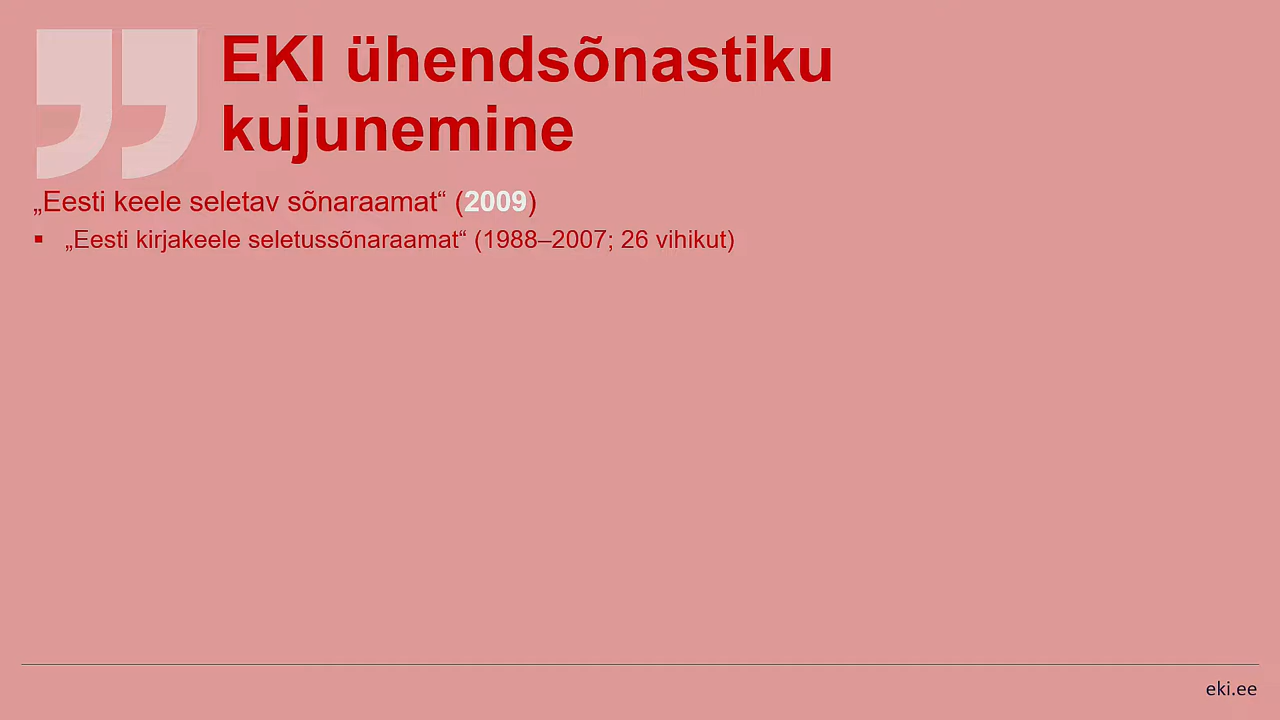 EKI ühendsõnastiku
kujunemine
„Eesti keele seletav sõnaraamat“ (2009)
▪ „Eesti kirjakeele seletussõnaraamat“ (1988–2007; 26 vihikut)
eki.ee